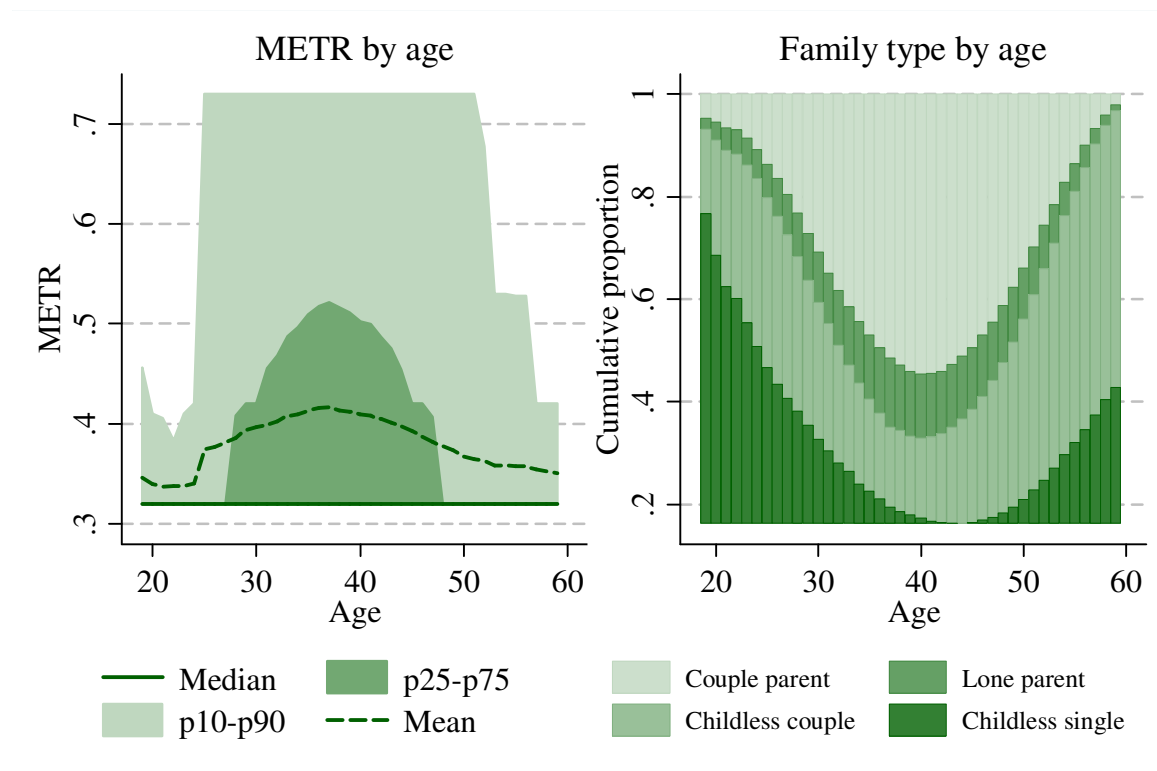 METR by age
METR
.3
.4
.5
.6
.7
20 30 40 50 60
Age
Median
p25-p75
p10-p90
Mean
Family type by age
Cumulative proportion
.2
.4
.6
.8
1
20 30 40 50 60
Age
Couple parent
Lone parent
Childless couple
Childless single